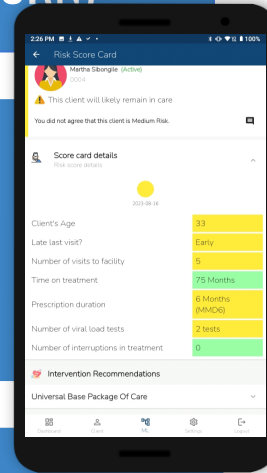 2:26 PM
100%
Risk Score Card
Martha Sibongile (Active)
0004
This client will likely remain in care
You did not agree that this client is Medium Risk.
Score card details
Risk score details
2023-08-16
Client's Age 33
Late last visit? Early
Number of visits to facility 5
Time on treatment 75 Months
Prescription duration 6 Months (MMD6)
Number of viral load tests 2 tests
Number of interruptions in treatment 0
Intervention Recommendations
Universal Base Package Of Care
Dashboard Client ML Settings Logout